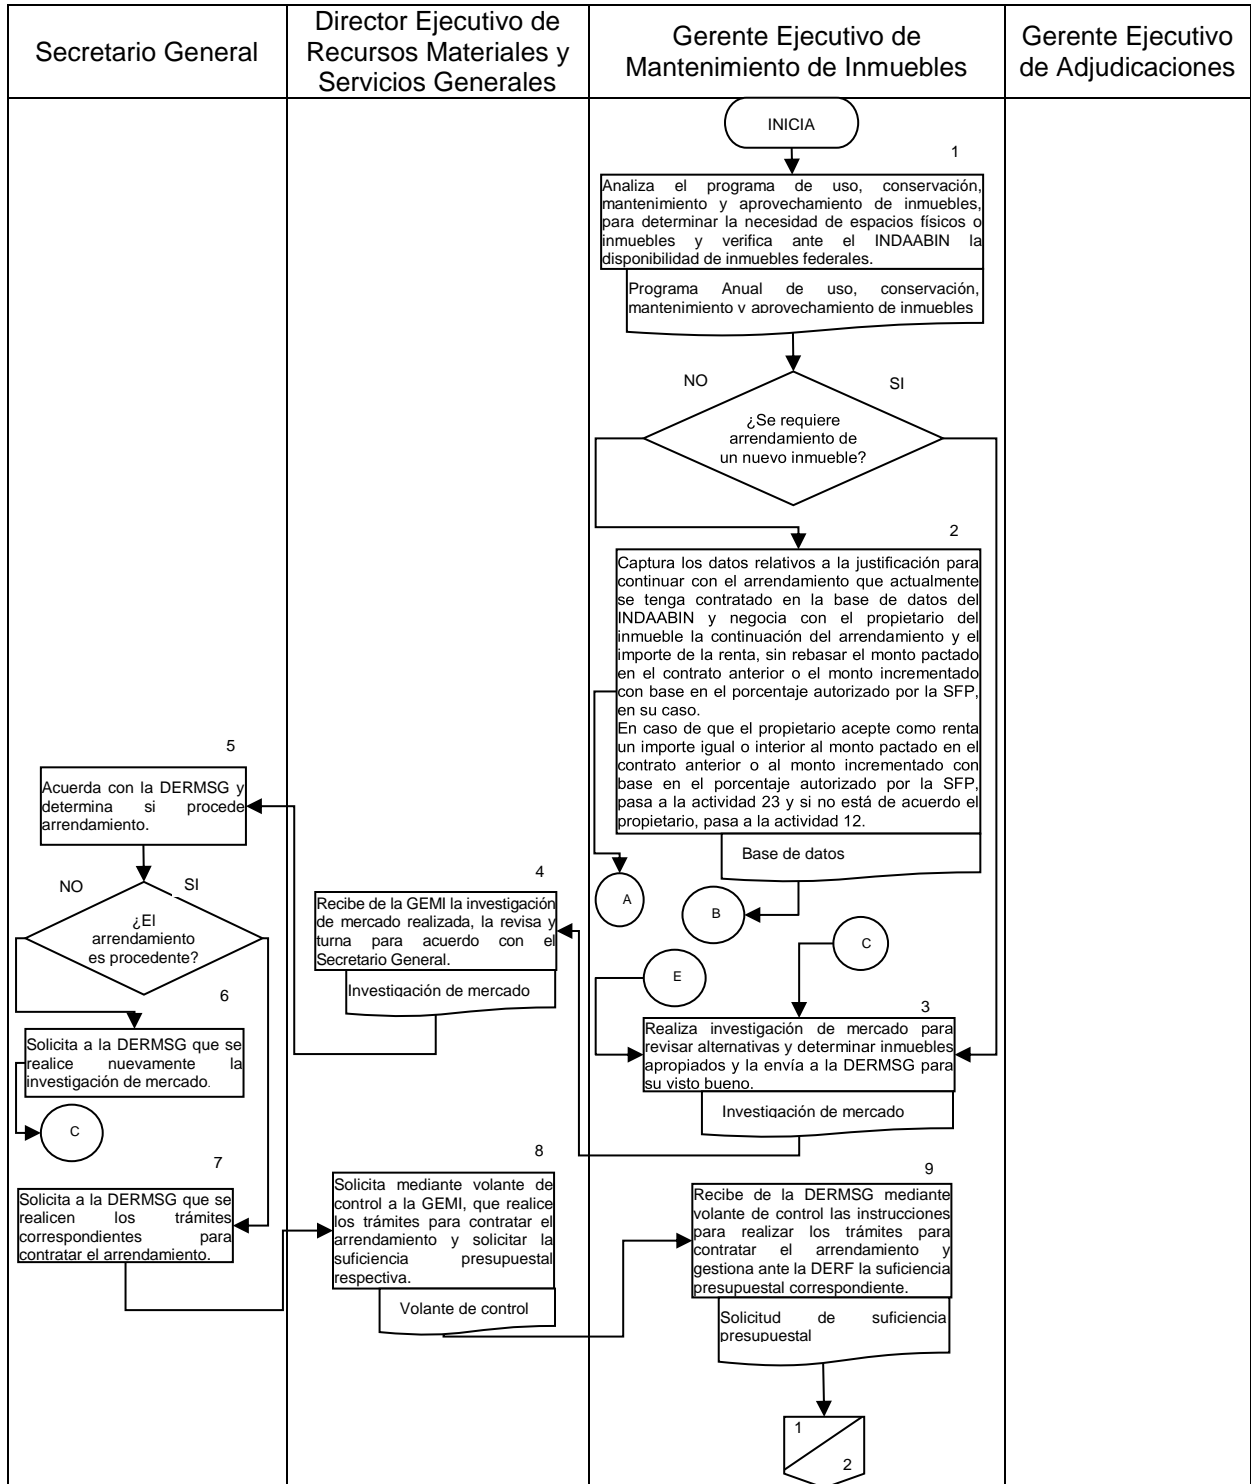 Secretario General
Director Ejecutivo de
Recursos Materiales y
Servicios Generales
Gerente Ejecutivo de
Mantenimiento de Inmuebles
Gerente Ejecutivo
de Adjudicaciones
INICIA
1
Analiza el programa de uso, conservación,
mantenimiento y aprovechamiento de inmuebles,
para determinar la necesidad de espacios físicos o
inmuebles y verifica ante el INDAABIN la
disponibilidad de inmuebles federales.
Programa Anual de uso, conservación,
mantenimiento y aprovechamiento de inmuebles
NO
SI
¿Se requiere
arrendamiento de
un nuevo inmueble?
2
Captura los datos relativos a la justificación para
continuar con el arrendamiento que actualmente
se tenga contratado en la base de datos del
INDAABIN y negocia con el propietario del
inmueble la continuación del arrendamiento y el
importe de la renta, sin rebasar el monto pactado
en el contrato anterior o el monto incrementado
con base en el porcentaje autorizado por la SFP,
en su caso.
En caso de que el propietario acepte como renta
un importe igual o interior al monto pactado en el
contrato anterior o al monto incrementado con
base en el porcentaje autorizado por la SFP,
pasa a la actividad 23 y si no está de acuerdo el
propietario, pasa a la actividad 12.
Base de datos
A
B
C
E
3
Realiza investigación de mercado para
revisar alternativas y determinar inmuebles
apropiados y la envía a la DERMSG para
su visto bueno.
Investigación de mercado
4
Recibe de la GEMI la investigación
de mercado realizada, la revisa y
turna para acuerdo con el
Secretario General.
Investigación de mercado
5
Acuerda con la DERMSG y
determina si procede
arrendamiento.
NO
SI
¿El
arrendamiento
es procedente?
6
Solicita a la DERMSG que se
realice nuevamente la
investigación de mercado.
C
7
Solicita a la DERMSG que se
realicen los trámites
correspondientes para
contratar el arrendamiento.
8
Solicita mediante volante de
control a la GEMI, que realice
los trámites para contratar el
arrendamiento y solicitar la
suficiencia presupuestal
respectiva.
Volante de control
9
Recibe de la DERMSG mediante
volante de control las instrucciones
para realizar los trámites para
contratar el arrendamiento y
gestiona ante la DERF la suficiencia
presupuestal correspondiente.
Solicitud de suficiencia
presupuestal
1
2